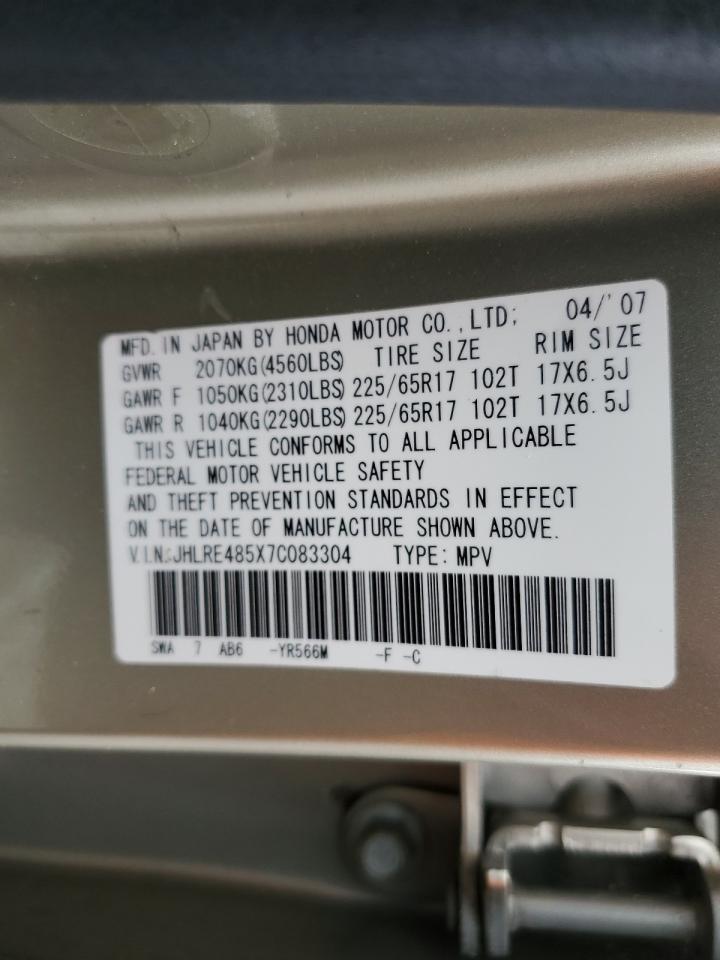 MFD. IN JAPAN BY HONDA MOTOR CO.,LTD; 04/'07
GVWR 2070KG(4560LBS) TIRE SIZE RIM SIZE
GAWR F 1050KG(2310LBS) 225/65R17 102T 17X6.5J
GAWR R 1040KG(2290LBS) 225/65R17 102T 17X6.5J
THIS VEHICLE CONFORMS TO ALL APPLICABLE
FEDERAL MOTOR VEHICLE SAFETY
AND THEFT PREVENTION STANDARDS IN EFFECT
ON THE DATE OF MANUFACTURE SHOWN ABOVE.
V.I.N.:JHLRE485X7C083304 TYPE: MPV
SWA 7 AB6 -YR566M -F -C